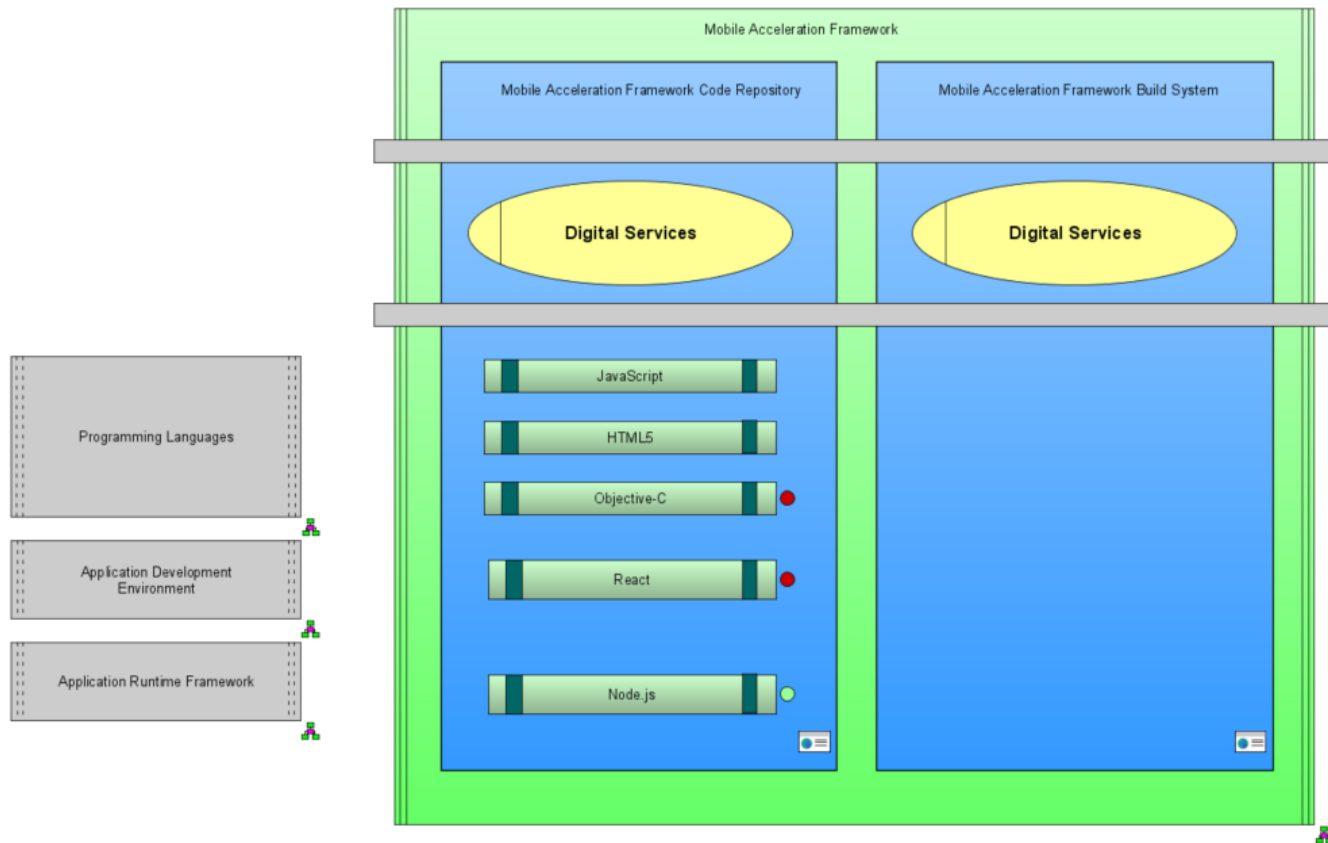 Mobile Acceleration Framework
Mobile Acceleration Framework Code Repository
Mobile Acceleration Framework Build System
Digital Services
Digital Services
Programming Languages
JavaScript
HTML5
Objective-C
Application Development
Environment
React
Application Runtime Framework
Node.js